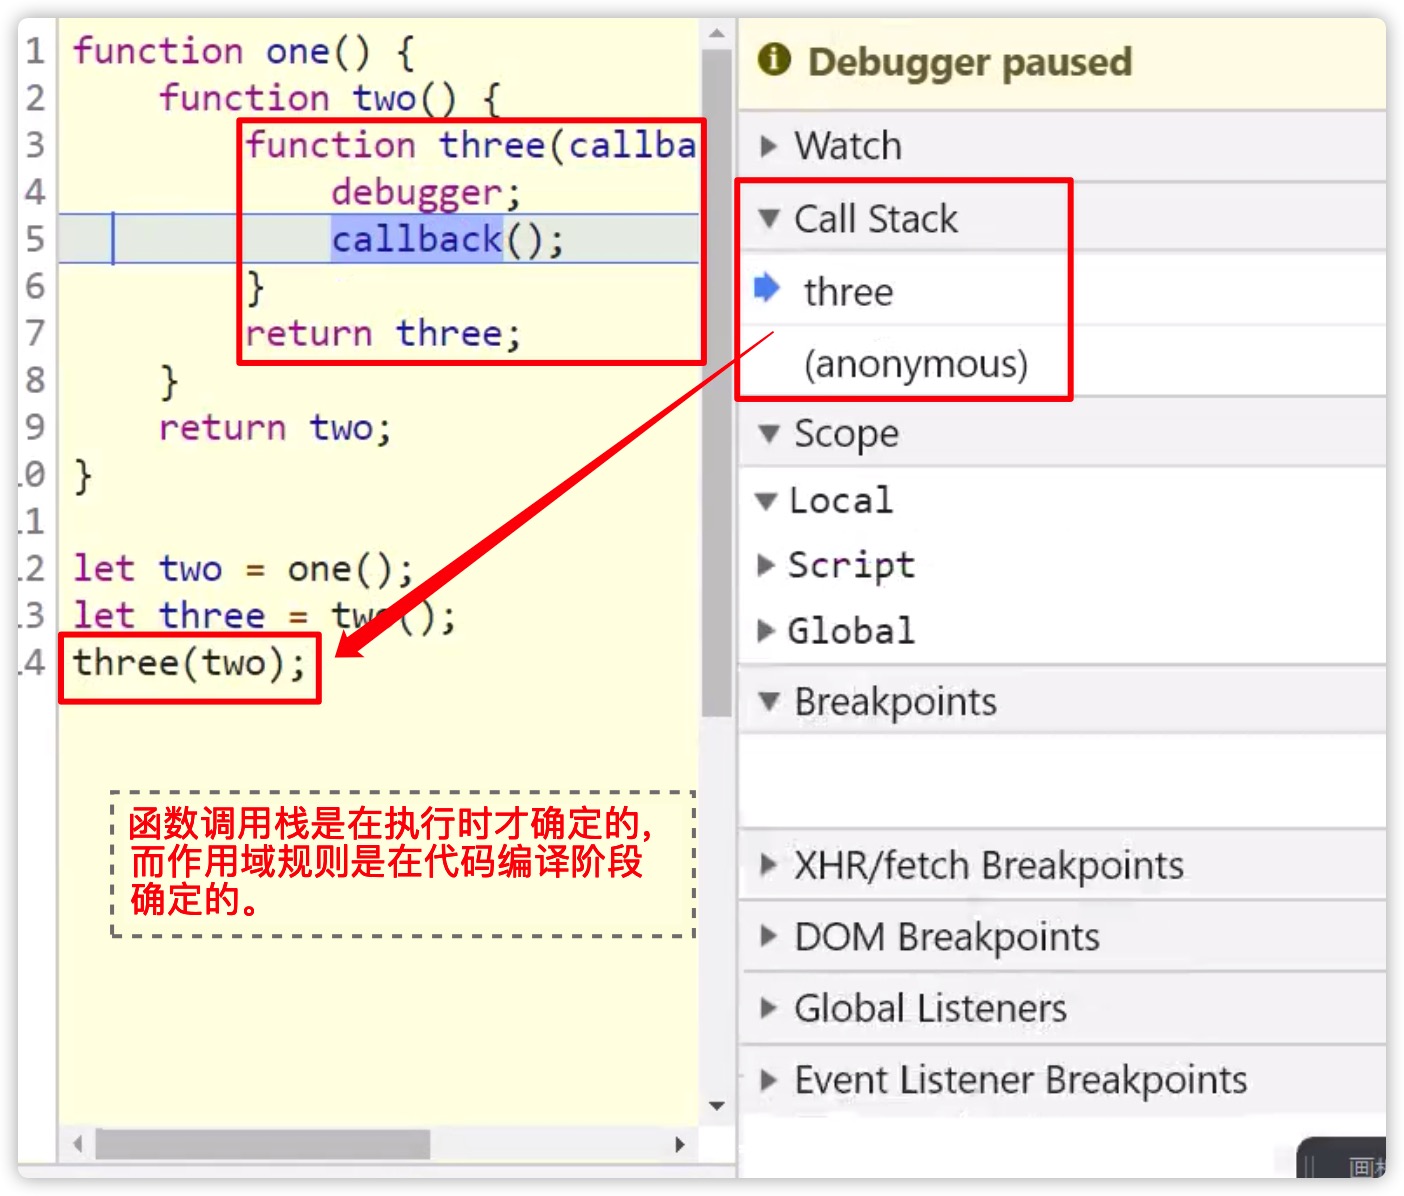 1 function one() {
2 function two() {
3 function three(callba
4 debugger;
5 callback();
6 }
7 return three;
8 }
9 return two;
.0 }
.1
.2 let two = one();
.3 let three = two();
.4 three(two);
函数调用栈是在执行时才确定的,
而作用域规则是在代码编译阶段
确定的。
Debugger paused
Watch
Call Stack
three
(anonymous)
Scope
Local
Script
Global
Breakpoints
XHR/fetch Breakpoints
DOM Breakpoints
Global Listeners
Event Listener Breakpoints
画